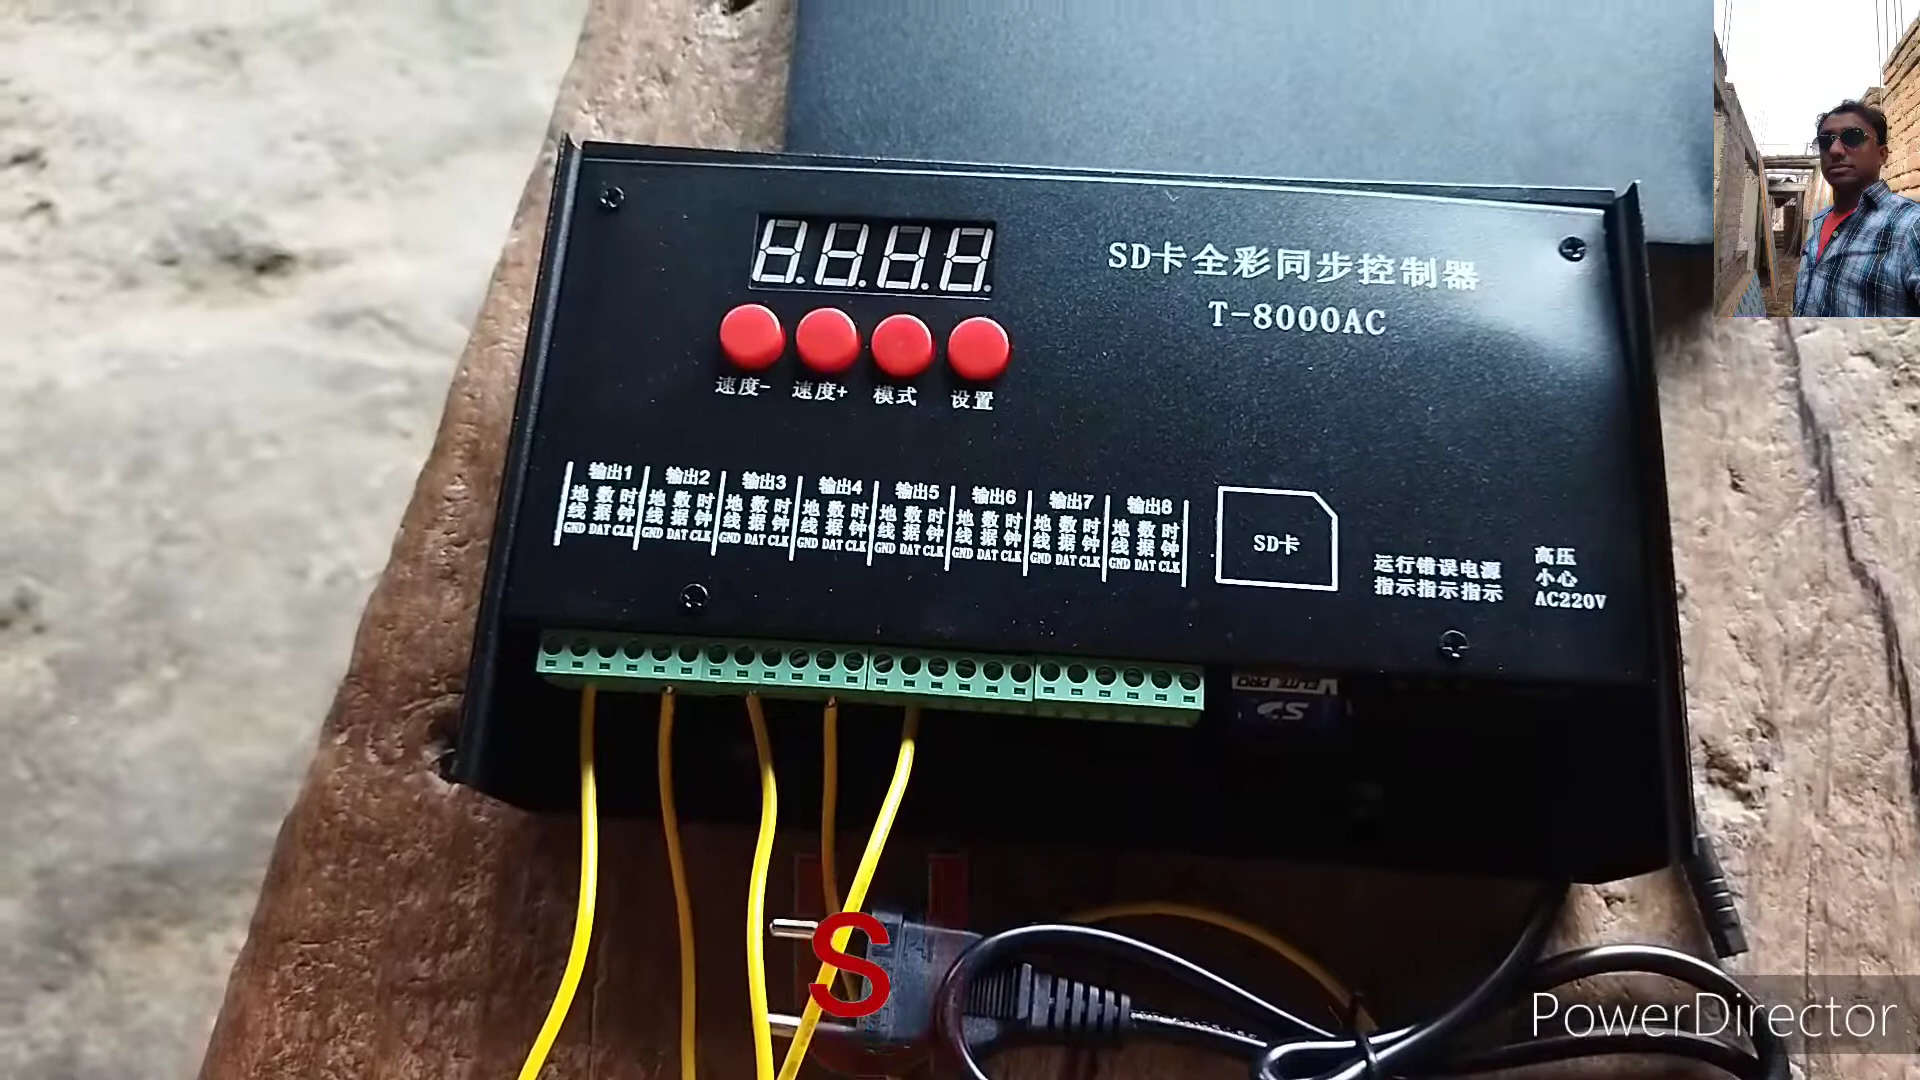 SD卡全彩同步控制器
T-8000AC
速度- 速度+ 模式 设置
输出1 输出2 输出3 输出4 输出5 输出6 输出7 输出8
地 数 时 地 数 时 地 数 时 地 数 时 地 数 时 地 数 时 地 数 时 地 数 时
线 据 钟 线 据 钟 线 据 钟 线 据 钟 线 据 钟 线 据 钟 线 据 钟 线 据 钟
GND DAT CLK GND DAT CLK GND DAT CLK GND DAT CLK GND DAT CLK GND DAT CLK GND DAT CLK GND DAT CLK
SD卡
运行错误电源
指示指示指示
高压
小心
AC220V
ELITE PRO
S
PowerDirector